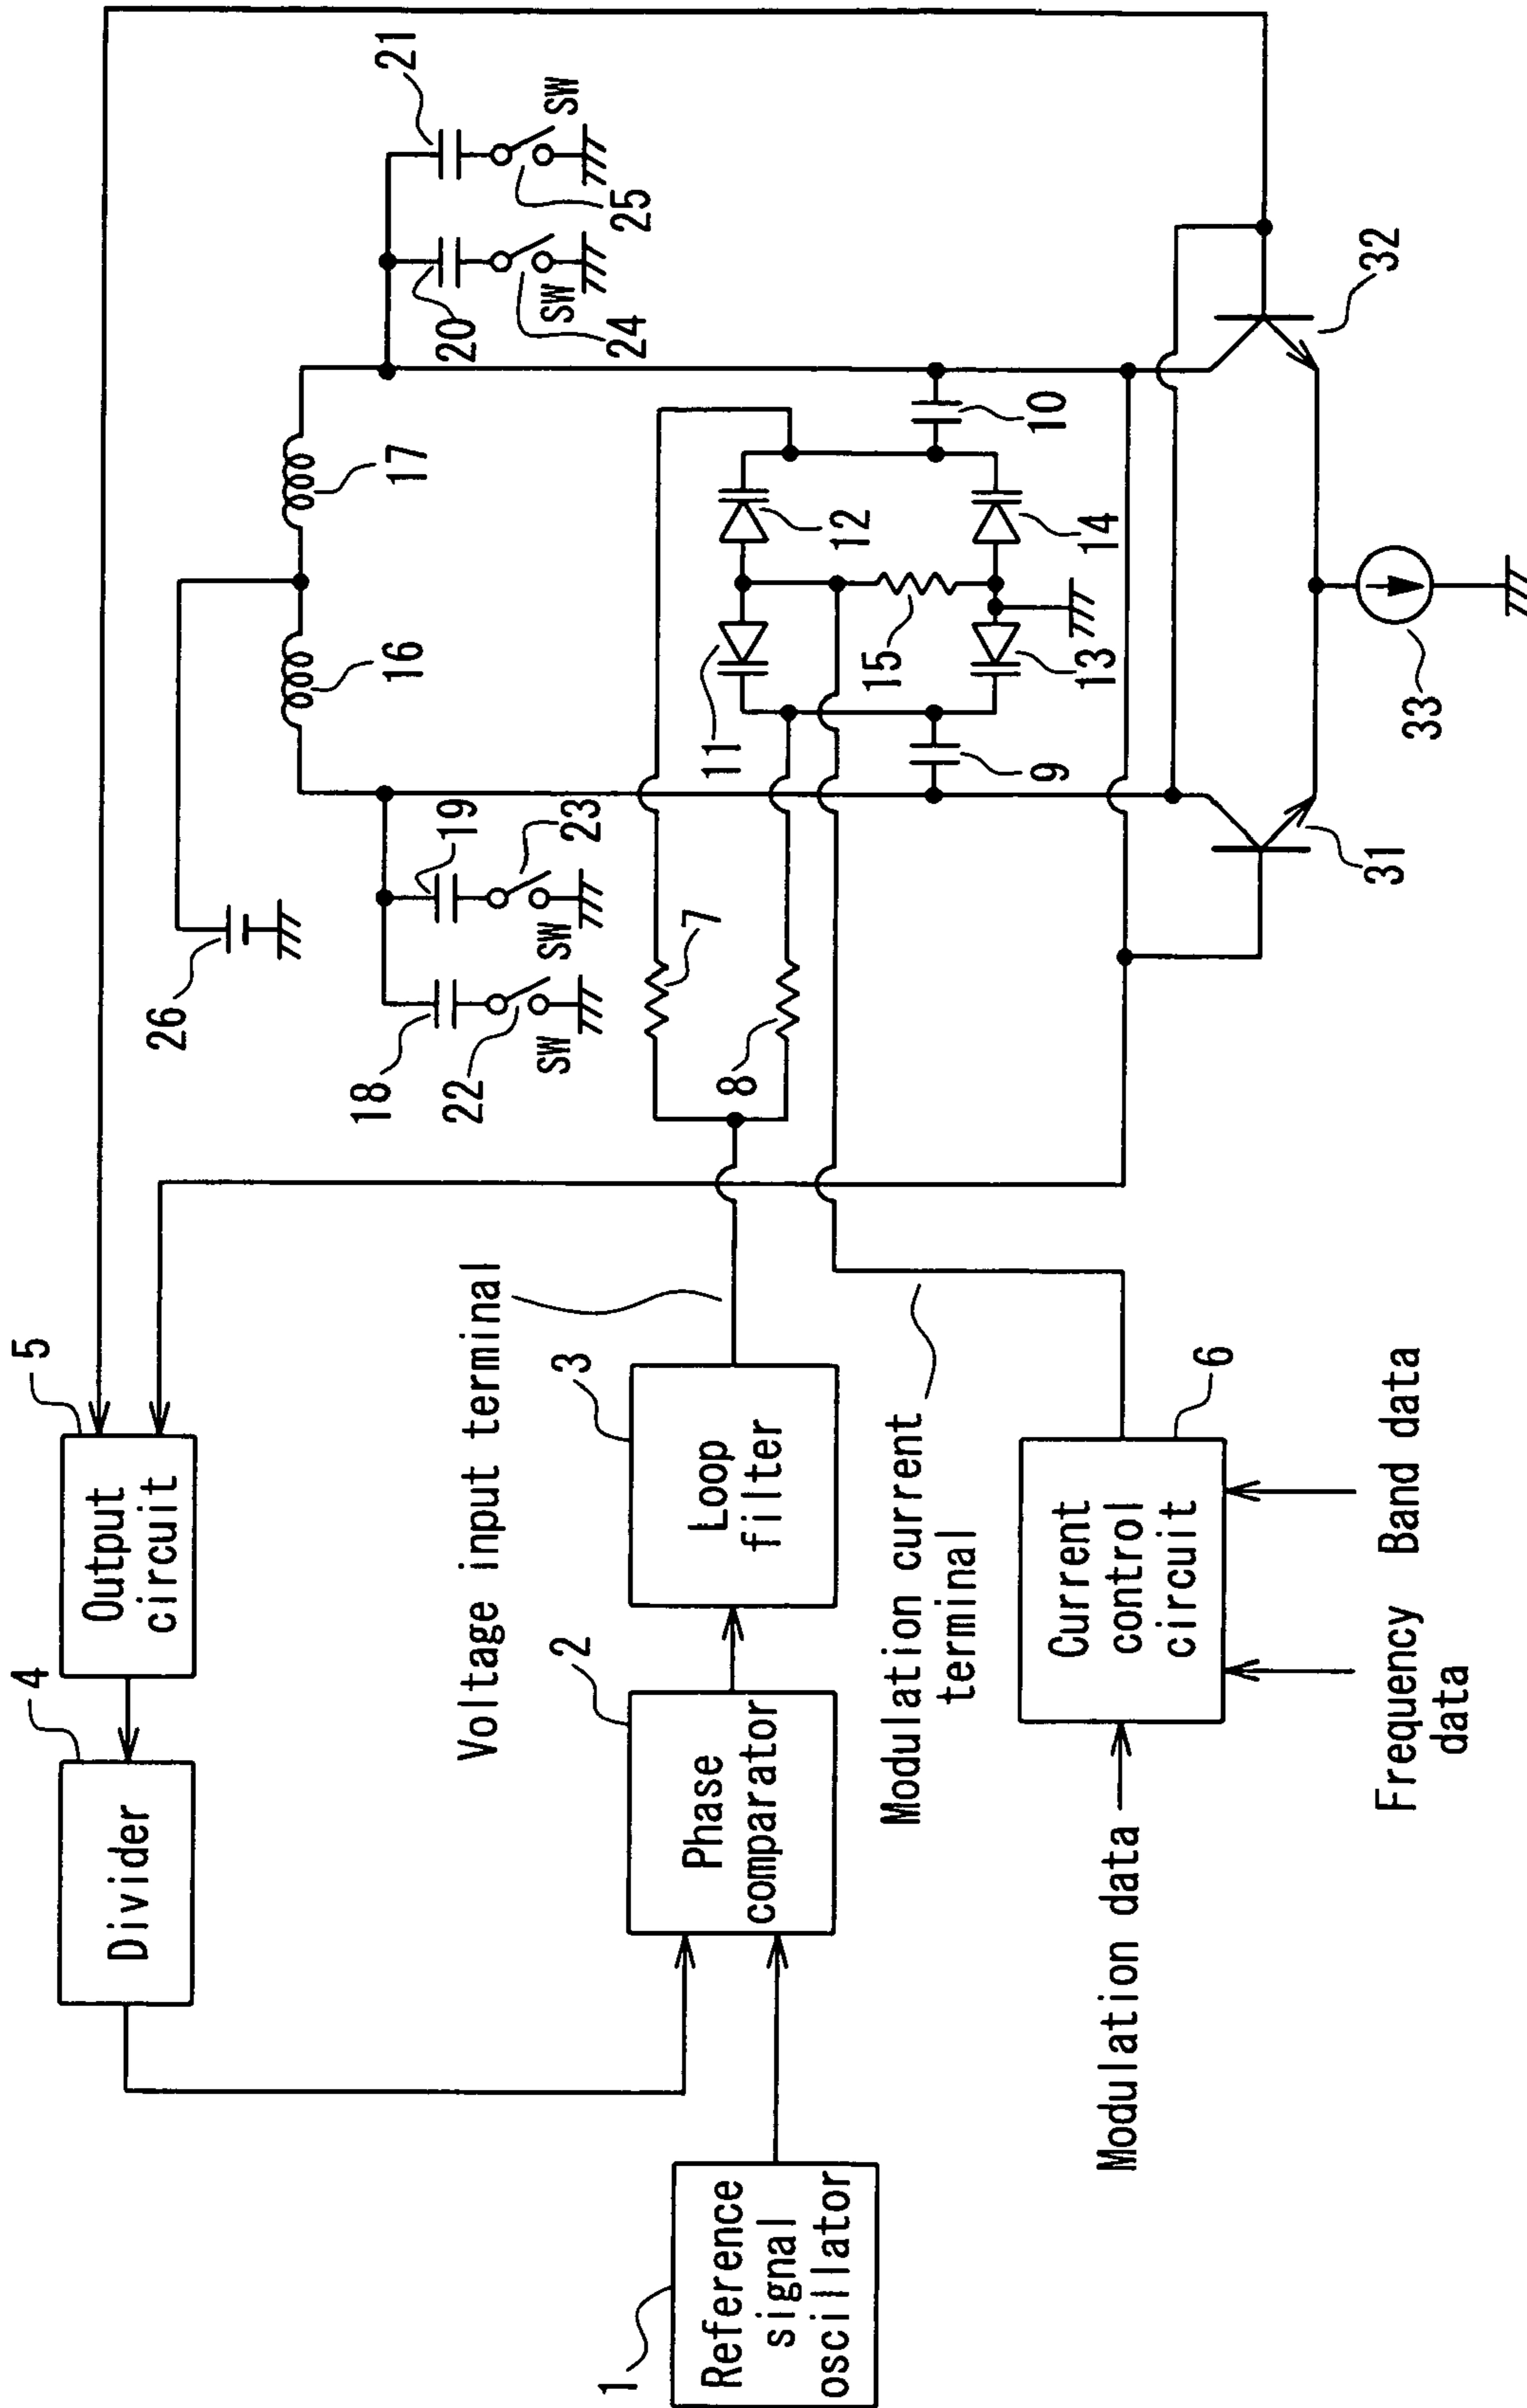 1
Reference
signal
oscillator
4
Divider
5
Output
circuit
2
Phase
comparator
3
Loop
filter
Voltage input terminal
Modulation current
terminal
6
Current
control
circuit
Modulation data
Frequency
data
Band data
26
16
17
18
19
22
SW
23
SW
20
21
24
SW
25
SW
7
8
11
12
15
13
14
9
10
31
32
33